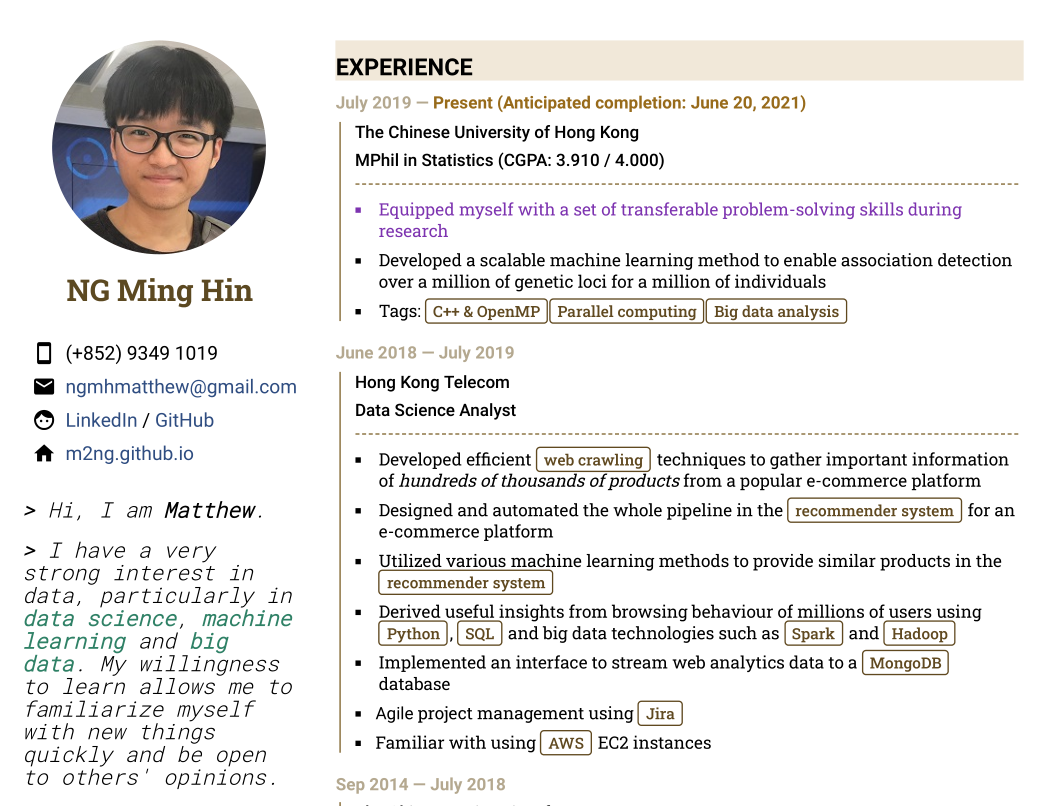 NG Ming Hin
(+852) 9349 1019
ngmhmatthew@gmail.com
LinkedIn / GitHub
m2ng.github.io
> Hi, I am Matthew.
> I have a very
strong interest in
data, particularly in
data science, machine
learning and big
data. My willingness
to learn allows me to
familiarize myself
with new things
quickly and be open
to others' opinions.
EXPERIENCE
July 2019 — Present (Anticipated completion: June 20, 2021)
The Chinese University of Hong Kong
MPhil in Statistics (CGPA: 3.910 / 4.000)
▪ Equipped myself with a set of transferable problem-solving skills during
research
▪ Developed a scalable machine learning method to enable association detection
over a million of genetic loci for a million of individuals
▪ Tags: C++ & OpenMP Parallel computing Big data analysis
June 2018 — July 2019
Hong Kong Telecom
Data Science Analyst
▪ Developed efficient web crawling techniques to gather important information
of hundreds of thousands of products from a popular e-commerce platform
▪ Designed and automated the whole pipeline in the recommender system for an
e-commerce platform
▪ Utilized various machine learning methods to provide similar products in the
recommender system
▪ Derived useful insights from browsing behaviour of millions of users using
Python, SQL and big data technologies such as Spark and Hadoop
▪ Implemented an interface to stream web analytics data to a MongoDB
database
▪ Agile project management using Jira
▪ Familiar with using AWS EC2 instances
Sep 2014 — July 2018